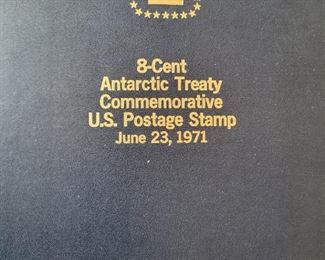 8-Cent
Antarctic Treaty
Commemorative
U.S. Postage Stamp
June 23, 1971